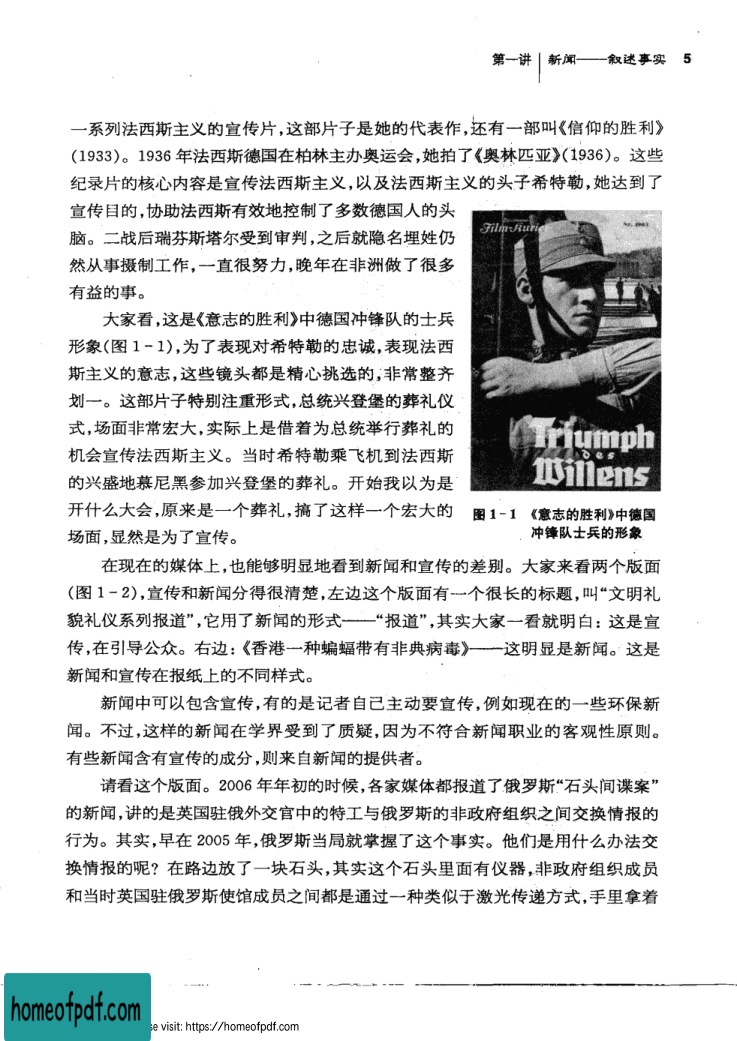 第一讲 | 新闻——叙述事实 5
一系列法西斯主义的宣传片,这部片子是她的代表作,还有一部叫《信仰的胜利》
(1933)。1936 年法西斯德国在柏林主办奥运会,她拍了《奥林匹亚》(1936)。这些
纪录片的核心内容是宣传法西斯主义,以及法西斯主义的头子希特勒,她达到了
宣传目的,协助法西斯有效地控制了多数德国人的头
脑。二战后瑞芬斯塔尔受到审判,之后就隐名埋姓仍
然从事摄制工作,一直很努力,晚年在非洲做了很多
有益的事。
大家看,这是《意志的胜利》中德国冲锋队的士兵
形象(图 1-1),为了表现对希特勒的忠诚,表现法西
斯主义的意志,这些镜头都是精心挑选的,非常整齐
划一。这部片子特别注重形式,总统兴登堡的葬礼仪
式,场面非常宏大,实际上是借着为总统举行葬礼的
机会宣传法西斯主义。当时希特勒乘飞机到法西斯
的兴盛地慕尼黑参加兴登堡的葬礼。开始我以为是
开什么大会,原来是一个葬礼,搞了这样一个宏大的
场面,显然是为了宣传。
Film-Kurier
Triumph
des
Willens
图 1-1 《意志的胜利》中德国
冲锋队士兵的形象
在现在的媒体上,也能够明显地看到新闻和宣传的差别。大家来看两个版面
(图 1-2),宣传和新闻分得很清楚,左边这个版面有一个很长的标题,叫“文明礼
貌礼仪系列报道”,它用了新闻的形式——“报道”,其实大家一看就明白:这是宣
传,在引导公众。右边:《香港一种蝙蝠带有非典病毒》——这明显是新闻。这是
新闻和宣传在报纸上的不同样式。
新闻中可以包含宣传,有的是记者自己主动要宣传,例如现在的一些环保新
闻。不过,这样的新闻在学界受到了质疑,因为不符合新闻职业的客观性原则。
有些新闻含有宣传的成分,则来自新闻的提供者。
请看这个版面。2006 年年初的时候,各家媒体都报道了俄罗斯“石头间谍案”
的新闻,讲的是英国驻俄外交官中的特工与俄罗斯的非政府组织之间交换情报的
行为。其实,早在 2005 年,俄罗斯当局就掌握了这个事实。他们是用什么办法交
换情报的呢?在路边放了一块石头,其实这个石头里面有仪器,非政府组织成员
和当时英国驻俄罗斯使馆成员之间都是通过一种类似于激光传递方式,手里拿着
homeofpdf.com
se visit: https://homeofpdf.com